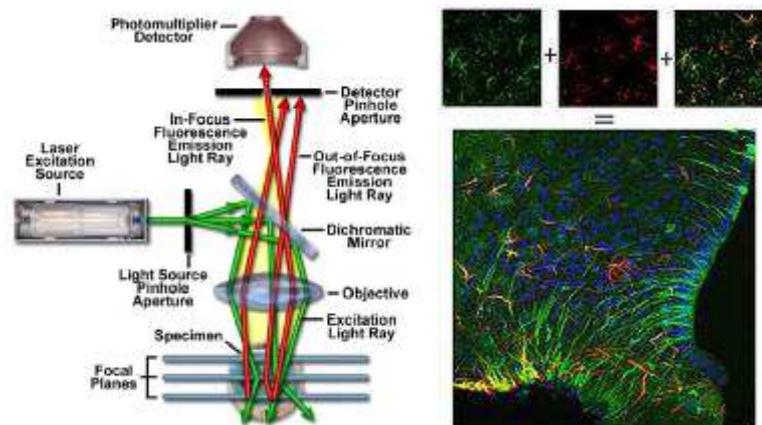 Photomultiplier
Detector
Detector
Pinhole
Aperture
In-Focus
Fluorescence
Emission
Light Ray
Out-of-Focus
Fluorescence
Emission
Light Ray
Laser
Excitation
Source
Dichromatic
Mirror
Light Source
Pinhole
Aperture
Objective
Excitation
Light Ray
Specimen
Focal
Planes
+
+
=